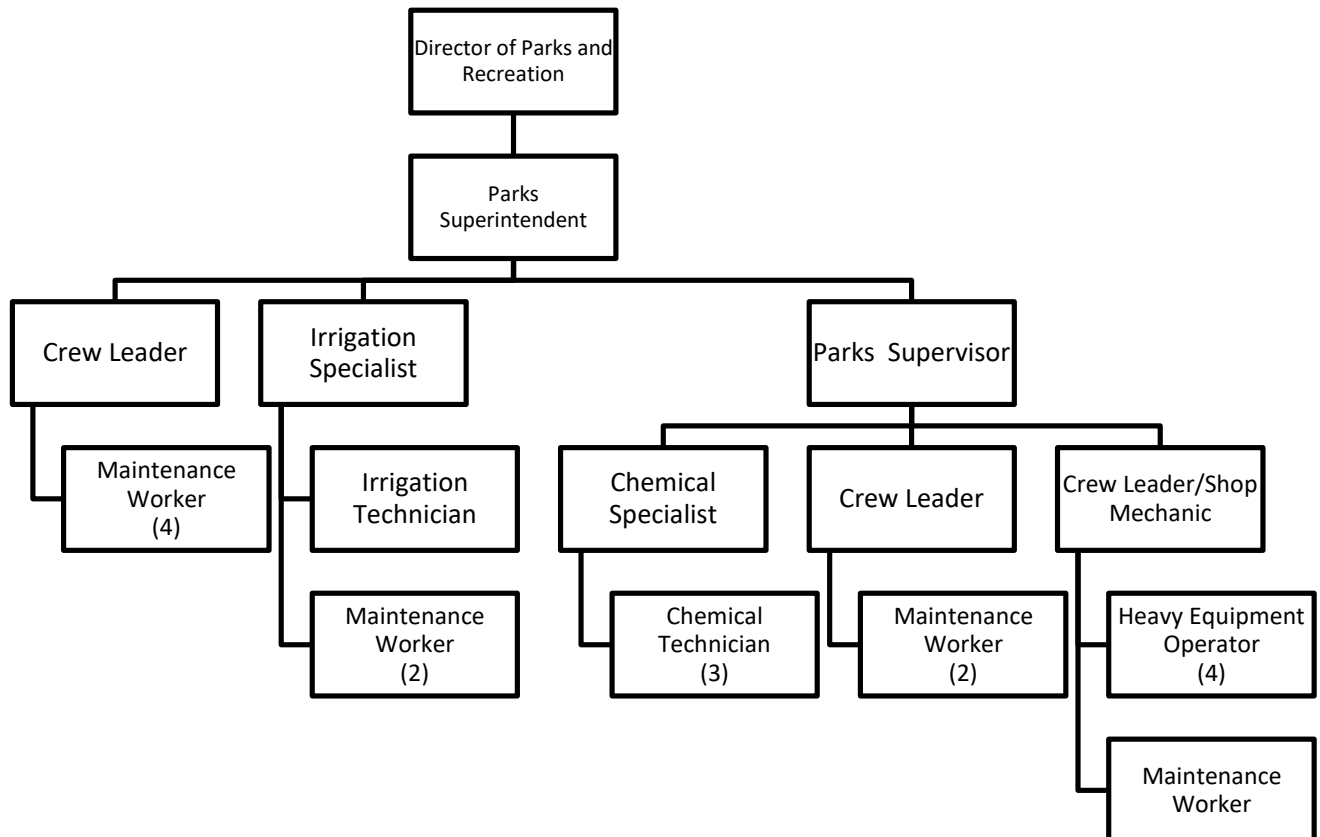 Director of Parks and
Recreation
Parks
Superintendent
Crew Leader
Irrigation
Specialist
Parks Supervisor
Maintenance
Worker
(4)
Irrigation
Technician
Chemical
Specialist
Crew Leader
Crew Leader/Shop
Mechanic
Maintenance
Worker
(2)
Chemical
Technician
(3)
Maintenance
Worker
(2)
Heavy Equipment
Operator
(4)
Maintenance
Worker